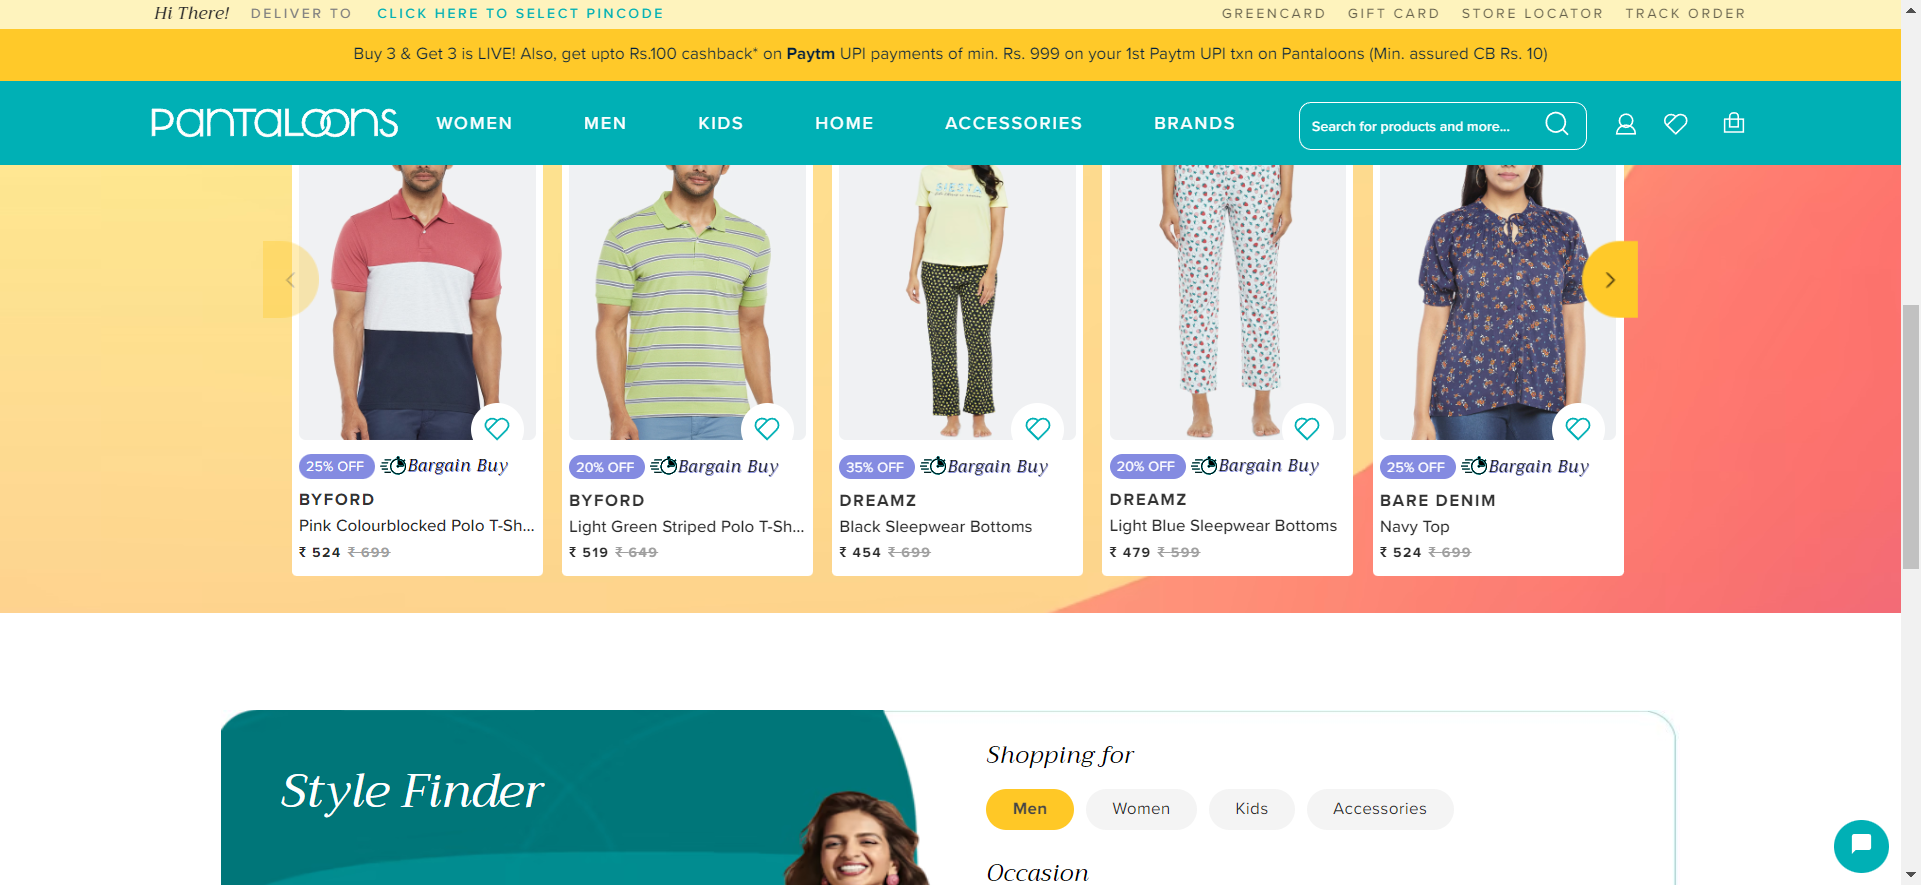 Hi There! DELIVER TO CLICK HERE TO SELECT PINCODE GREENCARD GIFT CARD STORE LOCATOR TRACK ORDER
Buy 3 & Get 3 is LIVE! Also, get upto Rs.100 cashback* on Paytm UPI payments of min. Rs. 999 on your 1st Paytm UPI txn on Pantaloons (Min. assured CB Rs. 10)
PANTALOONS WOMEN MEN KIDS HOME ACCESSORIES BRANDS Search for products and more...
SIESTA
25% OFF Bargain Buy
BYFORD
Pink Colourblocked Polo T-Sh...
₹ 524 ₹ 699
20% OFF Bargain Buy
BYFORD
Light Green Striped Polo T-Sh...
₹ 519 ₹ 649
35% OFF Bargain Buy
DREAMZ
Black Sleepwear Bottoms
₹ 454 ₹ 699
20% OFF Bargain Buy
DREAMZ
Light Blue Sleepwear Bottoms
₹ 479 ₹ 599
25% OFF Bargain Buy
BARE DENIM
Navy Top
₹ 524 ₹ 699
Style Finder
Shopping for
Men Women Kids Accessories
Occasion